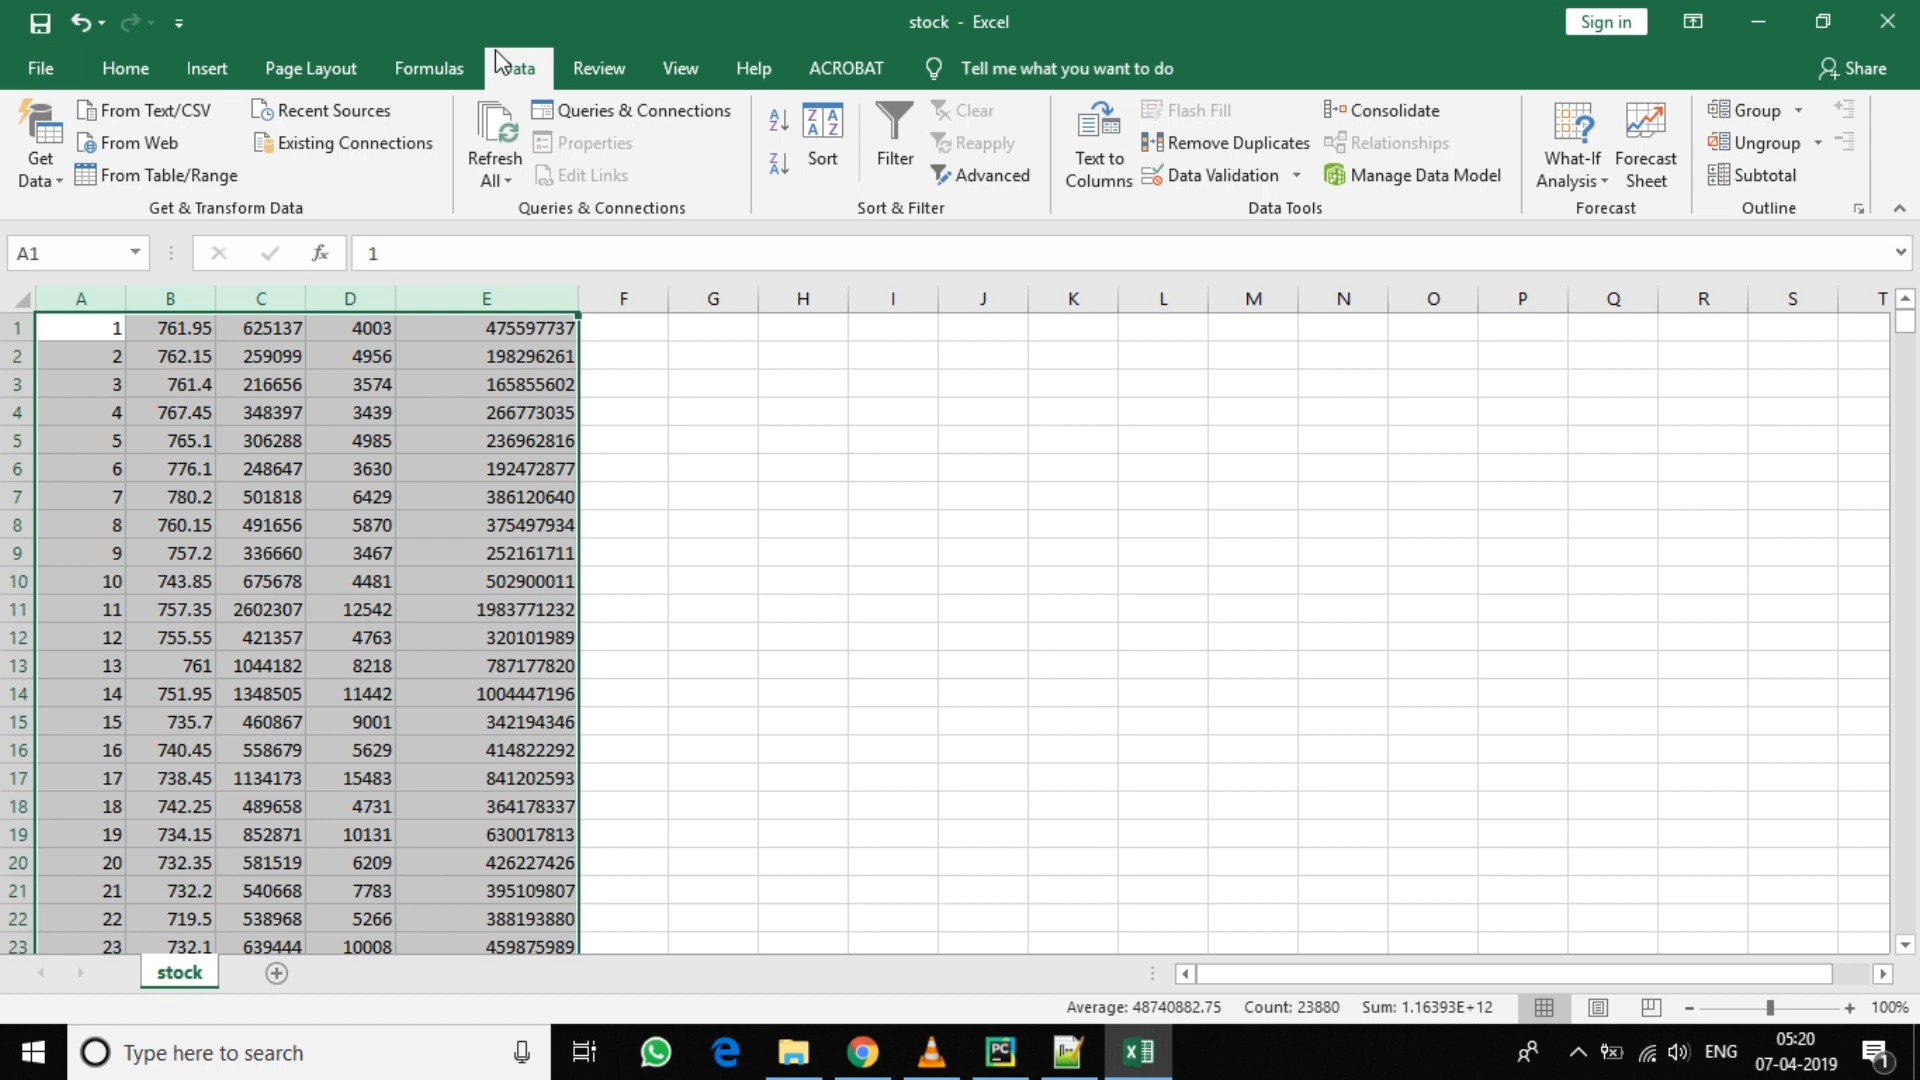 stock - Excel
Sign in
File Home Insert Page Layout Formulas Data Review View Help ACROBAT Tell me what you want to do Share
Get Data
From Text/CSV
From Web
From Table/Range
Recent Sources
Existing Connections
Get & Transform Data
Refresh All
Queries & Connections
Properties
Edit Links
Queries & Connections
Sort
Filter
Clear
Reapply
Advanced
Sort & Filter
Text to Columns
Flash Fill
Remove Duplicates
Data Validation
Consolidate
Relationships
Manage Data Model
Data Tools
What-If Analysis
Forecast Sheet
Forecast
Group
Ungroup
Subtotal
Outline
A1 fx 1
A B C D E F G H I J K L M N O P Q R S T
1 1 761.95 625137 4003 475597737
2 2 762.15 259099 4956 198296261
3 3 761.4 216656 3574 165855602
4 4 767.45 348397 3439 266773035
5 5 765.1 306288 4985 236962816
6 6 776.1 248647 3630 192472877
7 7 780.2 501818 6429 386120640
8 8 760.15 491656 5870 375497934
9 9 757.2 336660 3467 252161711
10 10 743.85 675678 4481 502900011
11 11 757.35 2602307 12542 1983771232
12 12 755.55 421357 4763 320101989
13 13 761 1044182 8218 787177820
14 14 751.95 1348505 11442 1004447196
15 15 735.7 460867 9001 342194346
16 16 740.45 558679 5629 414822292
17 17 738.45 1134173 15483 841202593
18 18 742.25 489658 4731 364178337
19 19 734.15 852871 10131 630017813
20 20 732.35 581519 6209 426227426
21 21 732.2 540668 7783 395109807
22 22 719.5 538968 5266 388193880
23 23 732.1 639444 10008 459875989
stock
Average: 48740882.75 Count: 23880 Sum: 1.16393E+12 100%
Type here to search
ENG
05:20
07-04-2019
1